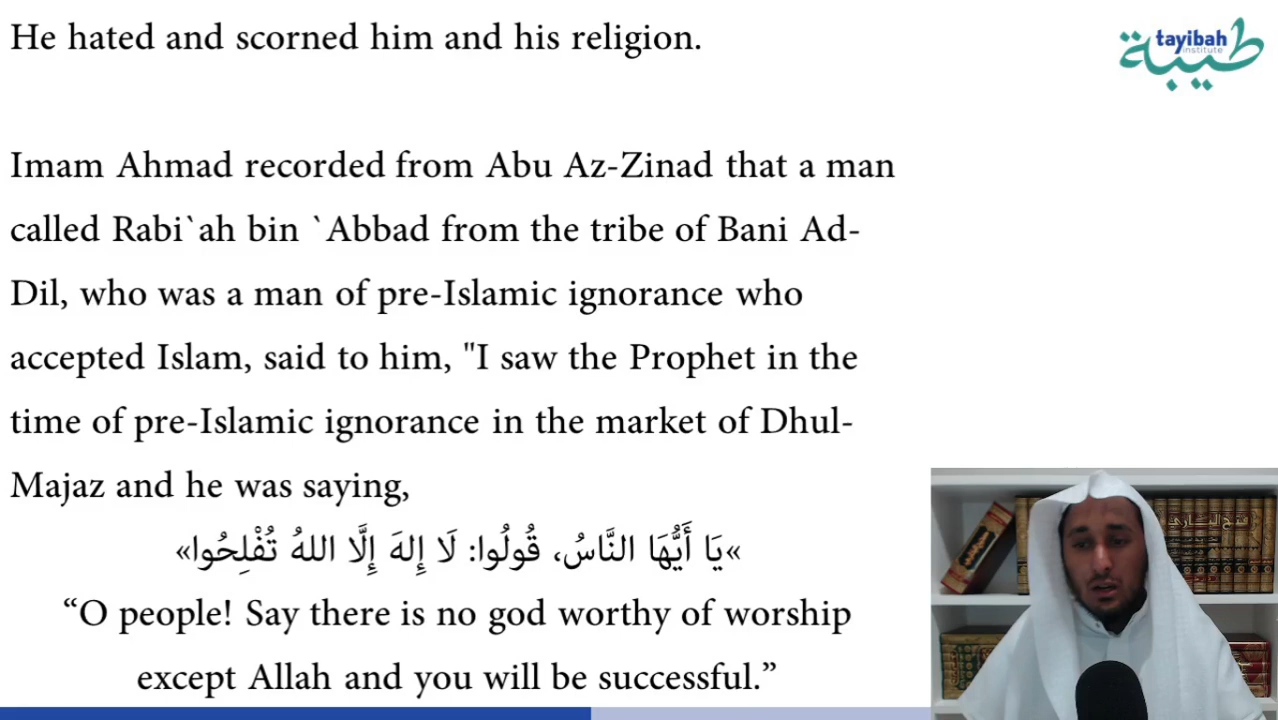 He hated and scorned him and his religion.
طيبة
tayibah
institute
Imam Ahmad recorded from Abu Az-Zinad that a man
called Rabi`ah bin `Abbad from the tribe of Bani Ad-
Dil, who was a man of pre-Islamic ignorance who
accepted Islam, said to him, "I saw the Prophet in the
time of pre-Islamic ignorance in the market of Dhul-
Majaz and he was saying,
«يَا أَيُّهَا النَّاسُ، قُولُوا: لَا إِلهَ إِلَّا اللهُ تُفْلِحُوا»
“O people! Say there is no god worthy of worship
except Allah and you will be successful.”
فتح الباري